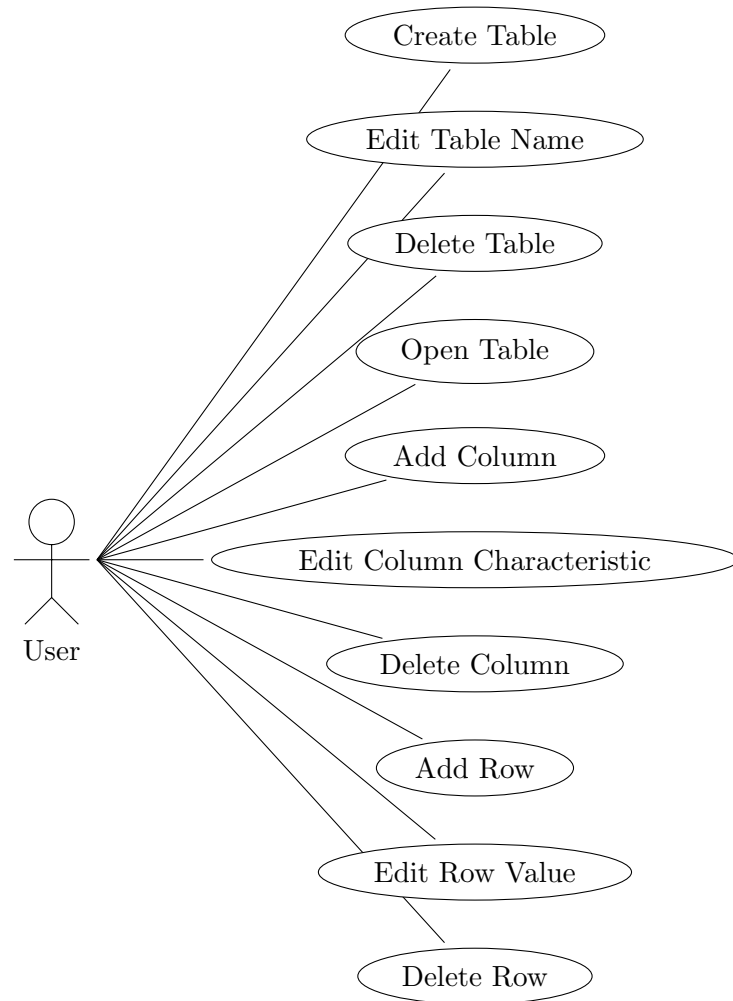 Create Table
Edit Table Name
Delete Table
Open Table
Add Column
Edit Column Characteristic
User
Delete Column
Add Row
Edit Row Value
Delete Row